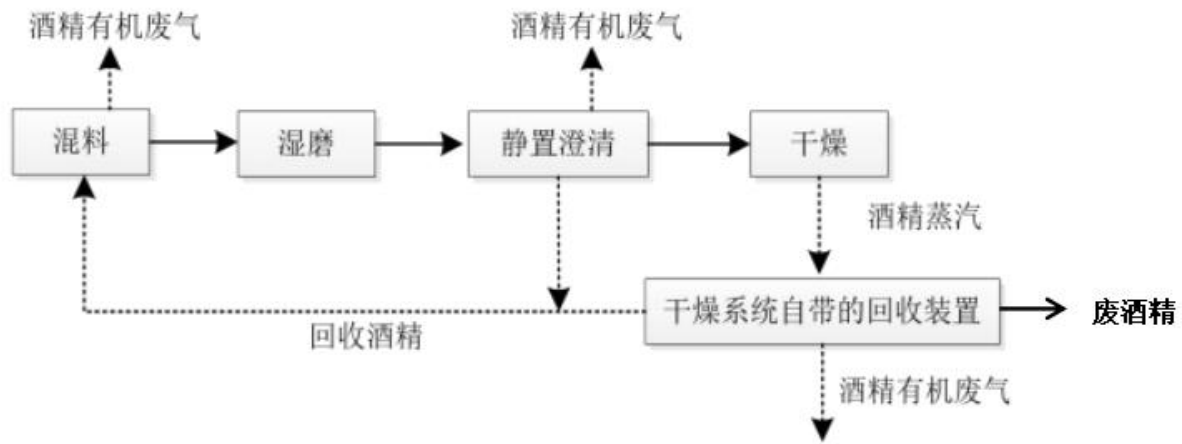 酒精有机废气
酒精有机废气
混料
湿磨
静置澄清
干燥
酒精蒸汽
干燥系统自带的回收装置
废酒精
回收酒精
酒精有机废气